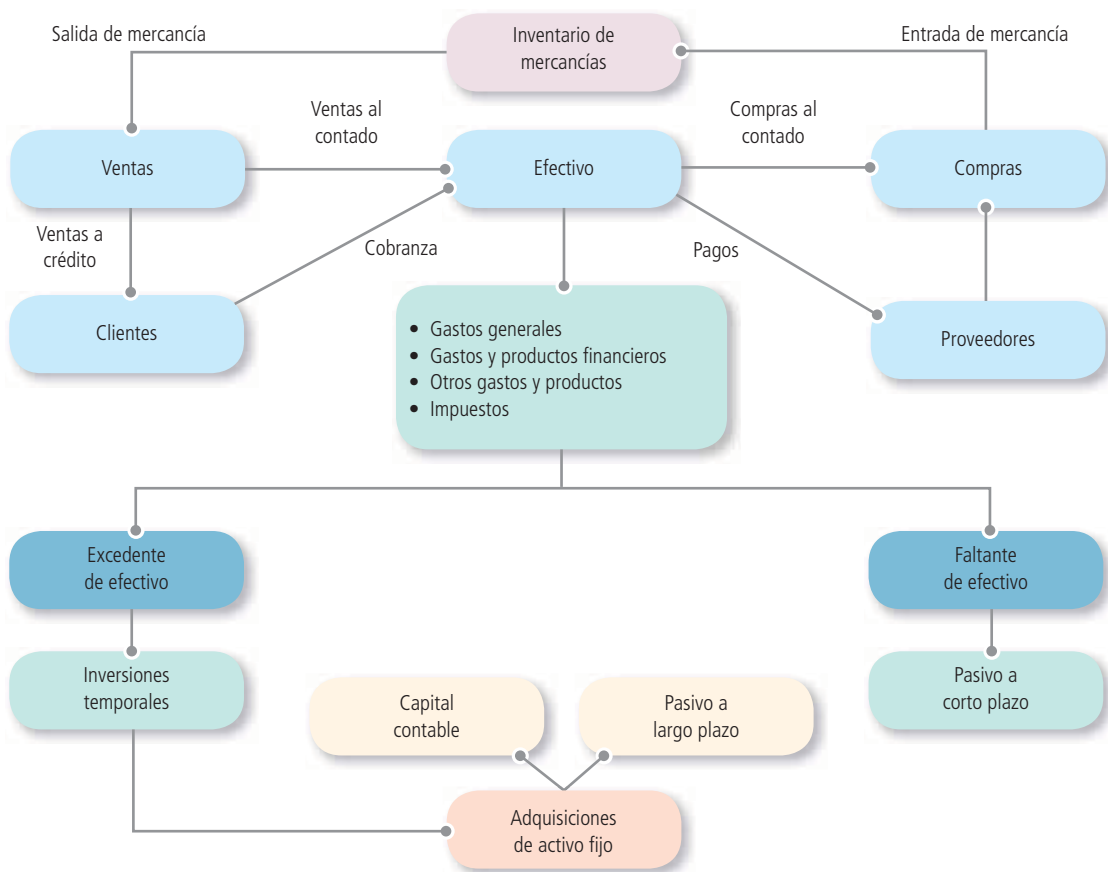 Salida de mercancía
Inventario de
mercancías
Entrada de mercancía
Ventas al
contado
Compras al
contado
Ventas
Efectivo
Compras
Ventas a
crédito
Cobranza
Pagos
Clientes
Proveedores
• Gastos generales
• Gastos y productos financieros
• Otros gastos y productos
• Impuestos
Excedente
de efectivo
Faltante
de efectivo
Inversiones
temporales
Capital
contable
Pasivo a
largo plazo
Pasivo a
corto plazo
Adquisiciones
de activo fijo